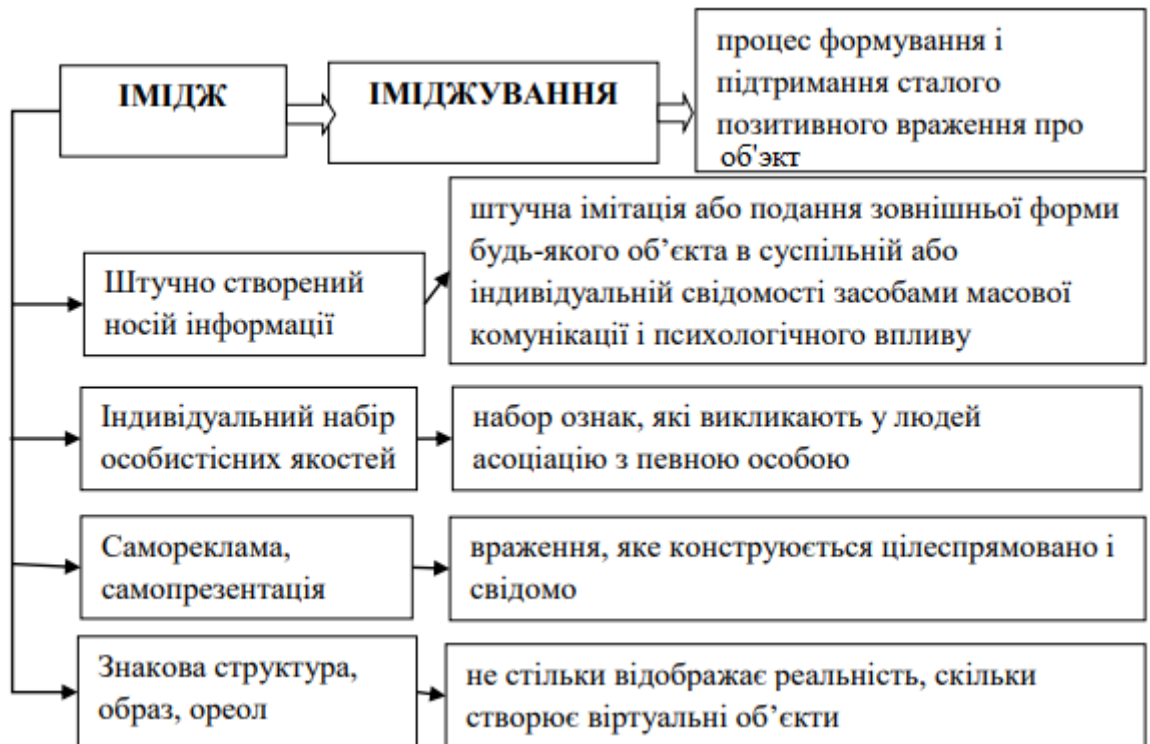 ІМІДЖ
ІМІДЖУВАННЯ
процес формування і
підтримання сталого
позитивного враження про
об'экт
Штучно створений
носій інформації
штучна імітація або подання зовнішньої форми
будь-якого об’єкта в суспільній або
індивідуальній свідомості засобами масової
комунікації і психологічного впливу
Індивідуальний набір
особистісних якостей
набор ознак, які викликають у людей
асоціацію з певною особою
Самореклама,
самопрезентація
враження, яке конструюється цілеспрямовано і
свідомо
Знакова структура,
образ, ореол
не стільки відображає реальність, скільки
створює віртуальні об’єкти